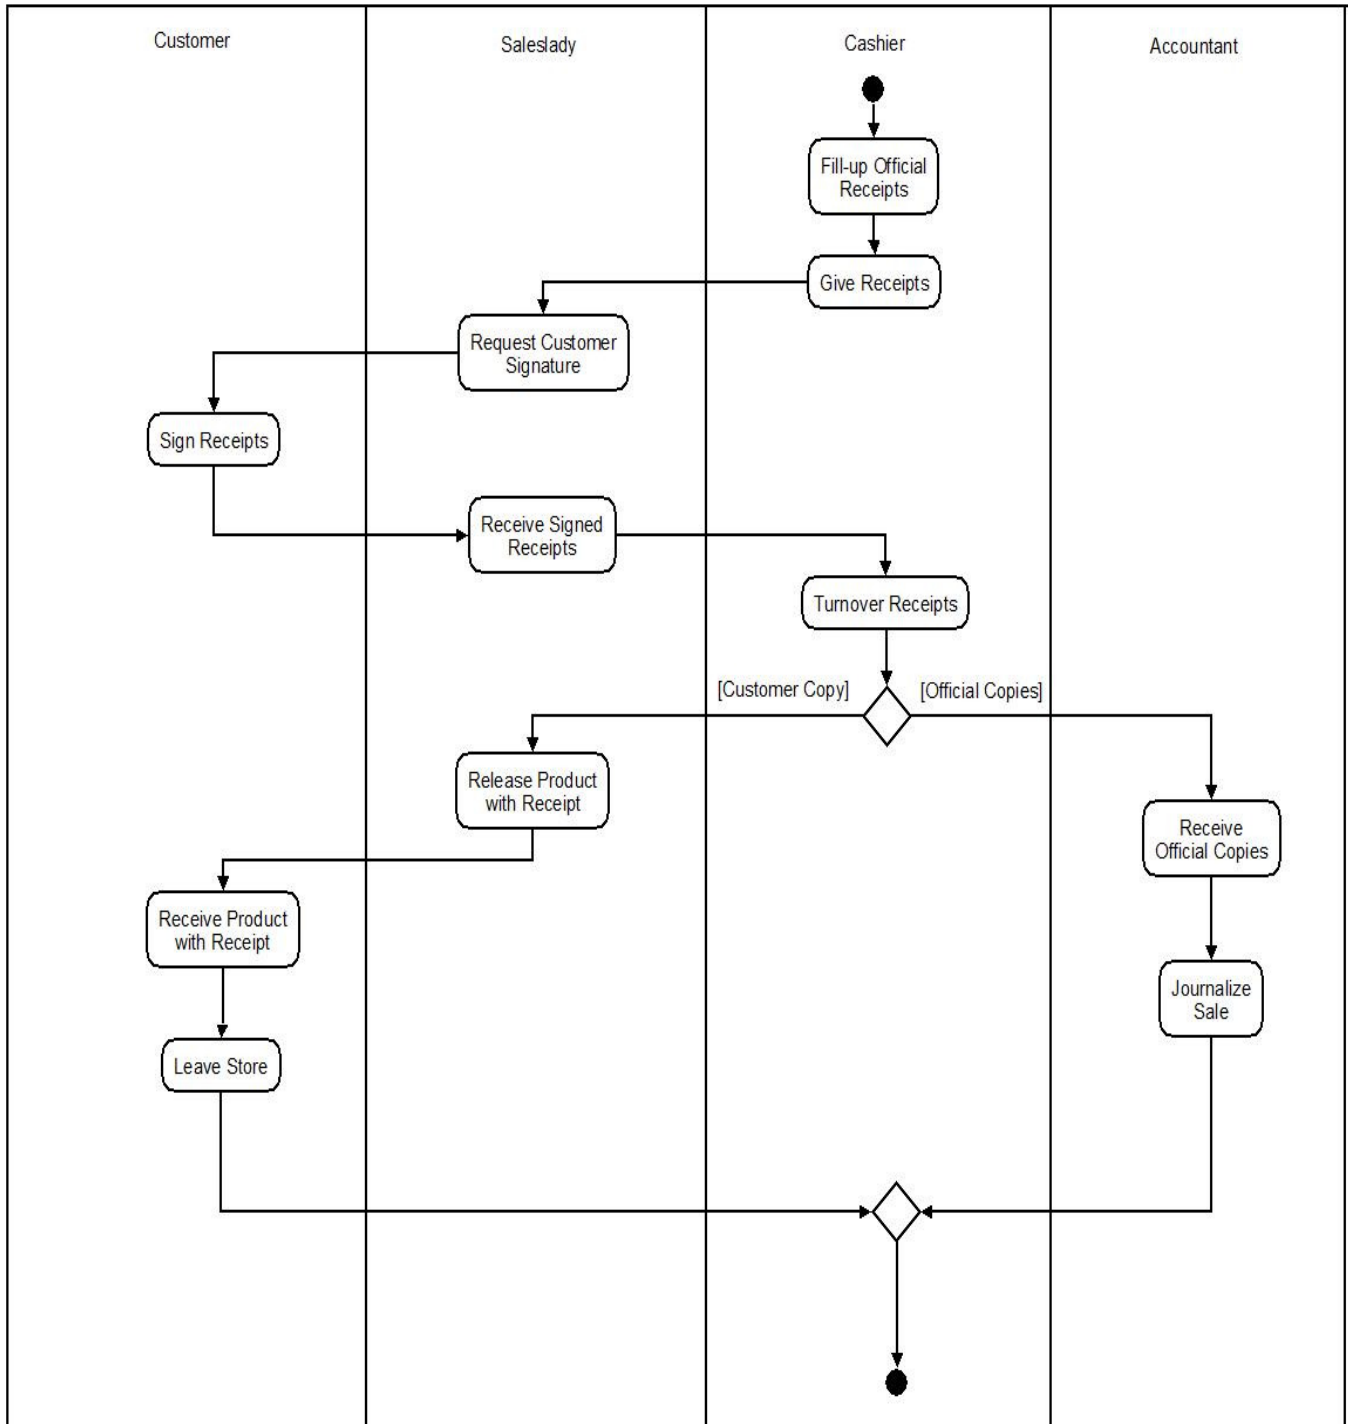 Customer
Saleslady
Cashier
Accountant
Fill-up Official
Receipts
Give Receipts
Request Customer
Signature
Sign Receipts
Receive Signed
Receipts
Turnover Receipts
[Customer Copy]
[Official Copies]
Release Product
with Receipt
Receive
Official Copies
Receive Product
with Receipt
Journalize
Sale
Leave Store